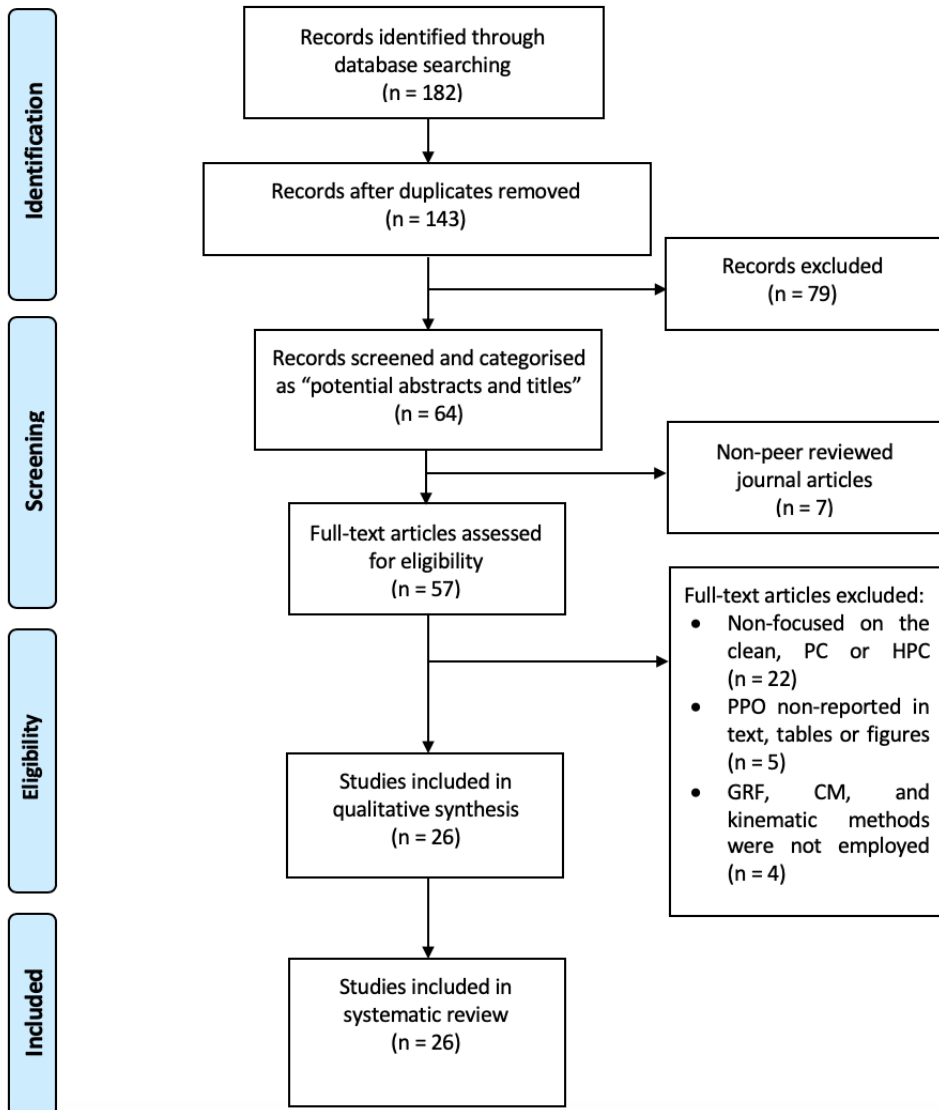 Identification
Records identified through
database searching
(n = 182)
Records after duplicates removed
(n = 143)
Records excluded
(n = 79)
Screening
Records screened and categorised
as “potential abstracts and titles”
(n = 64)
Non-peer reviewed
journal articles
(n = 7)
Full-text articles assessed
for eligibility
(n = 57)
Full-text articles excluded:
• Non-focused on the
clean, PC or HPC
(n = 22)
• PPO non-reported in
text, tables or figures
(n = 5)
• GRF, CM, and
kinematic methods
were not employed
(n = 4)
Eligibility
Studies included in
qualitative synthesis
(n = 26)
Included
Studies included in
systematic review
(n = 26)